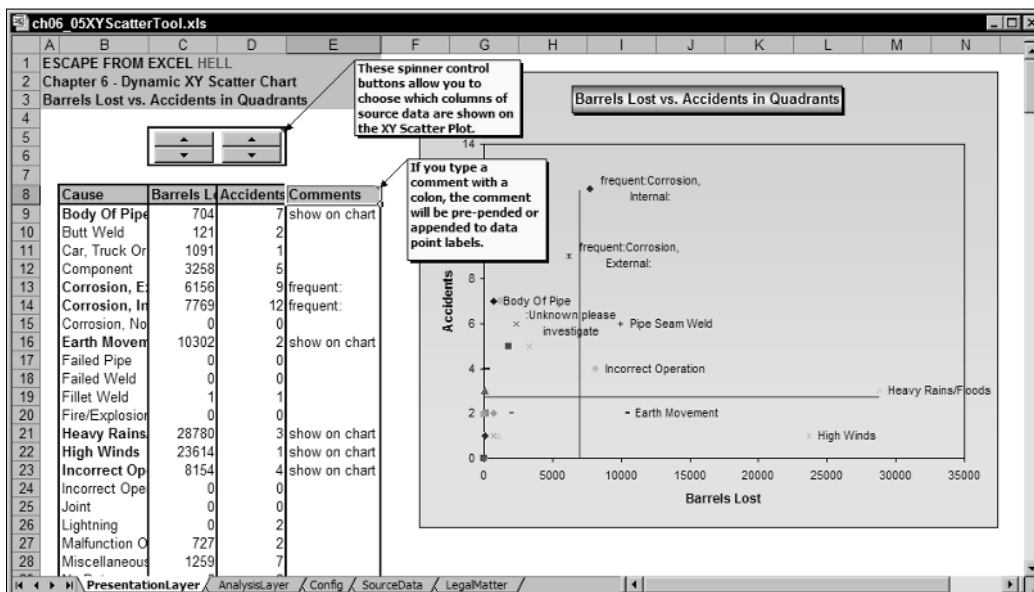 ch06_05XYScatterTool.xls
A B C D E F G H I J K L M N
1 ESCAPE FROM EXCEL HELL
2 Chapter 6 - Dynamic XY Scatter Chart
3 Barrels Lost vs. Accidents in Quadrants
4
5
6
7
These spinner control
buttons allow you to
choose which columns of
source data are shown on
the XY Scatter Plot.
If you type a
comment with a
colon, the comment
will be pre-pended or
appended to data
point labels.
8 Cause Barrels Lo Accidents Comments
9 Body Of Pipe 704 7 show on chart
10 Butt Weld 121 2
11 Car, Truck Or 1091 1
12 Component 3258 5
13 Corrosion, E: 6156 9 frequent:
14 Corrosion, In 7769 12 frequent:
15 Corrosion, No 0 0
16 Earth Movem 10302 2 show on chart
17 Failed Pipe 0 0
18 Failed Weld 0 0
19 Fillet Weld 1 1
20 Fire/Explosion 0 0
21 Heavy Rains. 28780 3 show on chart
22 High Winds 23614 1 show on chart
23 Incorrect Op 8154 4 show on chart
24 Incorrect Ope 0 0
25 Joint 0 0
26 Lightning 0 2
27 Malfunction O 727 2
28 Miscellaneous 1259 7
Barrels Lost vs. Accidents in Quadrants
14
frequent:Corrosion,
Internal:
frequent:Corrosion,
External:
8
Body Of Pipe
:Unknown:please
investigate
6
Pipe Seam Weld
4
Incorrect Operation
Heavy Rains/Floods
2
Earth Movement
High Winds
0
Accidents
0 5000 10000 15000 20000 25000 30000 35000
Barrels Lost
PresentationLayer AnalysisLayer Config SourceData LegalMatter